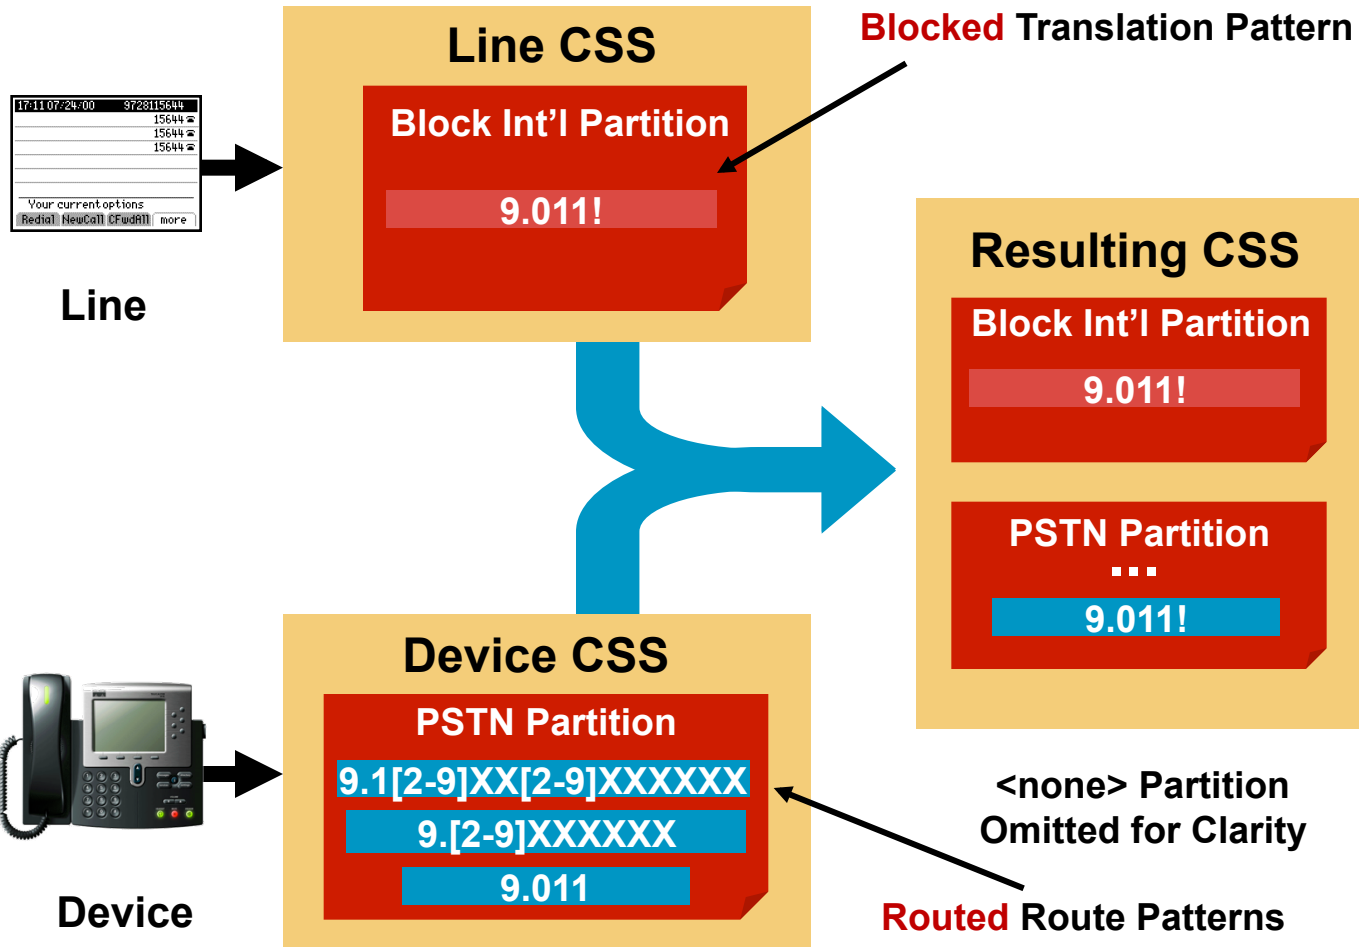 Line CSS
Blocked Translation Pattern
Block Int'l Partition
9.011!
17:11 07/24/00 9728115644
15644
15644
15644
Your current options
Redial NewCall CFwdAll more
Line
Resulting CSS
Block Int'l Partition
9.011!
PSTN Partition
...
9.011!
Device CSS
PSTN Partition
9.1[2-9]XX[2-9]XXXXXX
9.[2-9]XXXXXX
9.011
Device
<none> Partition
Omitted for Clarity
Routed Route Patterns